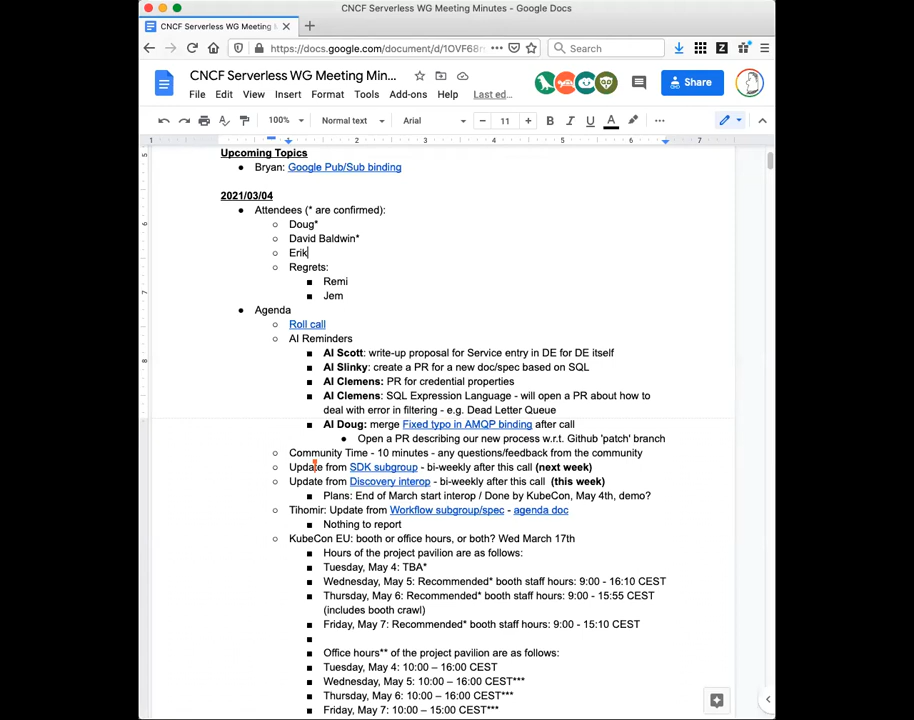 CNCF Serverless WG Meeting Minutes - Google Docs
CNCF Serverless WG Meeting
https://docs.google.com/document/d/1OVF68r
Search
CNCF Serverless WG Meeting Min...
File Edit View Insert Format Tools Add-ons Help Last ed...
Share
100% Normal text Arial 11 B I U A
1 2 3 4 5 6 7
5
6
7
8
Upcoming Topics
Bryan: Google Pub/Sub binding
2021/03/04
Attendees (* are confirmed):
Doug*
David Baldwin*
Erik
Regrets:
Remi
Jem
Agenda
Roll call
AI Reminders
AI Scott: write-up proposal for Service entry in DE for DE itself
AI Slinky: create a PR for a new doc/spec based on SQL
AI Clemens: PR for credential properties
AI Clemens: SQL Expression Language - will open a PR about how to
deal with error in filtering - e.g. Dead Letter Queue
AI Doug: merge Fixed typo in AMQP binding after call
Open a PR describing our new process w.r.t. Github 'patch' branch
Community Time - 10 minutes - any questions/feedback from the community
Update from SDK subgroup - bi-weekly after this call (next week)
Update from Discovery interop - bi-weekly after this call (this week)
Plans: End of March start interop / Done by KubeCon, May 4th, demo?
Tihomir: Update from Workflow subgroup/spec - agenda doc
Nothing to report
KubeCon EU: booth or office hours, or both? Wed March 17th
Hours of the project pavilion are as follows:
Tuesday, May 4: TBA*
Wednesday, May 5: Recommended* booth staff hours: 9:00 - 16:10 CEST
Thursday, May 6: Recommended* booth staff hours: 9:00 - 15:55 CEST
(includes booth crawl)
Friday, May 7: Recommended* booth staff hours: 9:00 - 15:10 CEST
Office hours** of the project pavilion are as follows:
Tuesday, May 4: 10:00 – 16:00 CEST
Wednesday, May 5: 10:00 – 16:00 CEST***
Thursday, May 6: 10:00 – 16:00 CEST***
Friday, May 7: 10:00 – 15:00 CEST***